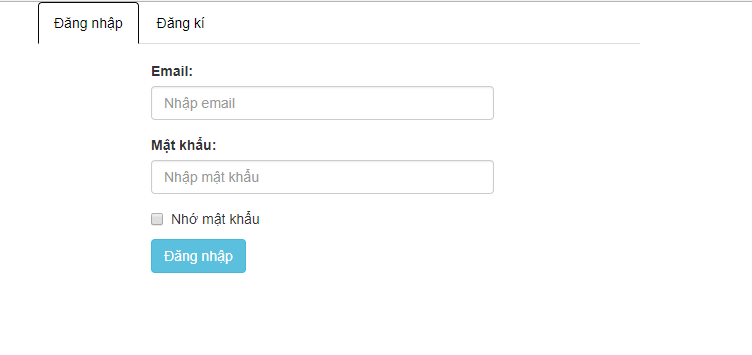 Đăng nhập Đăng kí
Email:
Nhập email
Mật khẩu:
Nhập mật khẩu
Nhớ mật khẩu
Đăng nhập